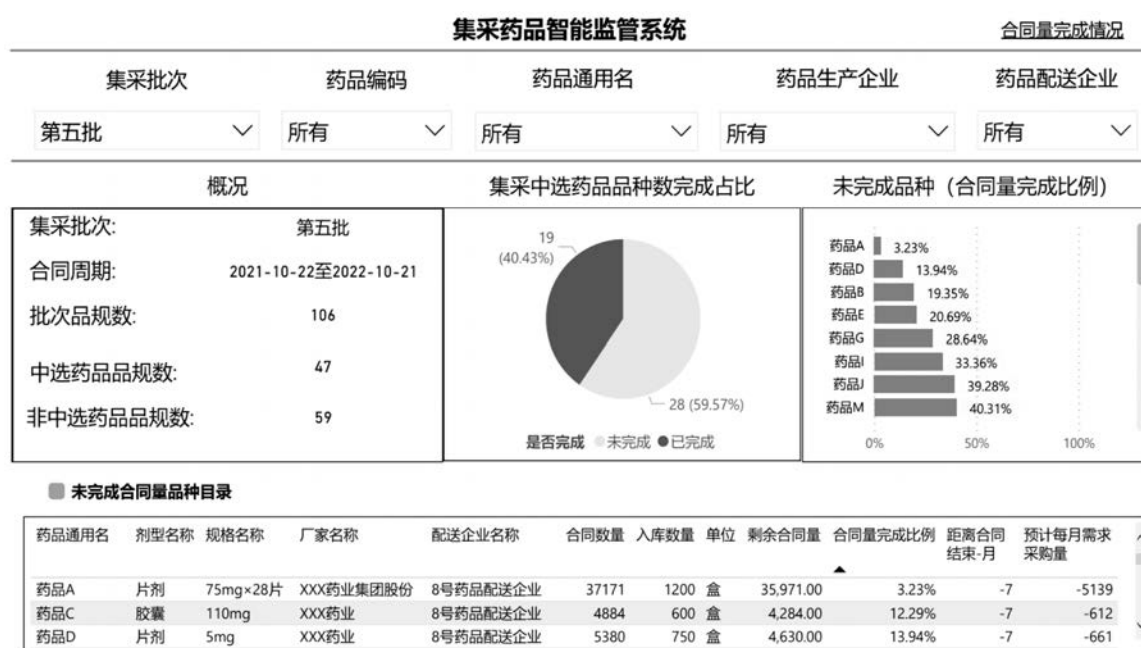 集采药品智能监管系统
合同量完成情况
集采批次 药品编码 药品通用名 药品生产企业 药品配送企业
第五批 所有 所有 所有 所有
概况
集采批次: 第五批
合同周期: 2021-10-22至2022-10-21
批次品规数: 106
中选药品品规数: 47
非中选药品品规数: 59
集采中选药品品种数完成占比
19
(40.43%)
28 (59.57%)
是否完成 未完成 已完成
未完成品种（合同量完成比例）
药品A 3.23%
药品D 13.94%
药品B 19.35%
药品E 20.69%
药品G 28.64%
药品I 33.36%
药品J 39.28%
药品M 40.31%
0% 50% 100%
未完成合同量品种目录
药品通用名 剂型名称 规格名称 厂家名称 配送企业名称 合同数量 入库数量 单位 剩余合同量 合同量完成比例 距离合同 预计每月需求
结束-月 采购量
药品A 片剂 75mg×28片 XXX药业集团股份 8号药品配送企业 37171 1200 盒 35,971.00 3.23% -7 -5139
药品C 胶囊 110mg XXX药业 8号药品配送企业 4884 600 盒 4,284.00 12.29% -7 -612
药品D 片剂 5mg XXX药业 8号药品配送企业 5380 750 盒 4,630.00 13.94% -7 -661